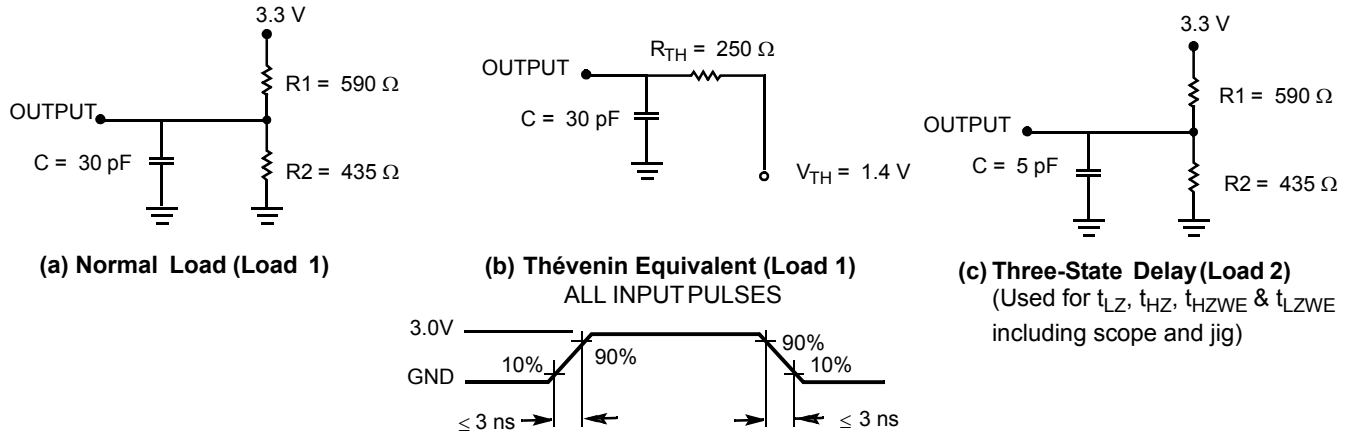 3.3 V
R1 = 590 Ω
OUTPUT
C = 30 pF
R2 = 435 Ω
(a) Normal Load (Load 1)
R_TH = 250 Ω
OUTPUT
C = 30 pF
V_TH = 1.4 V
(b) Thévenin Equivalent (Load 1)
3.3 V
R1 = 590 Ω
OUTPUT
C = 5 pF
R2 = 435 Ω
(c) Three-State Delay (Load 2)
(Used for t_LZ, t_HZ, t_HZWE & t_LZWE
including scope and jig)
ALL INPUT PULSES
3.0V
GND
10%
90%
90%
10%
≤ 3 ns
≤ 3 ns